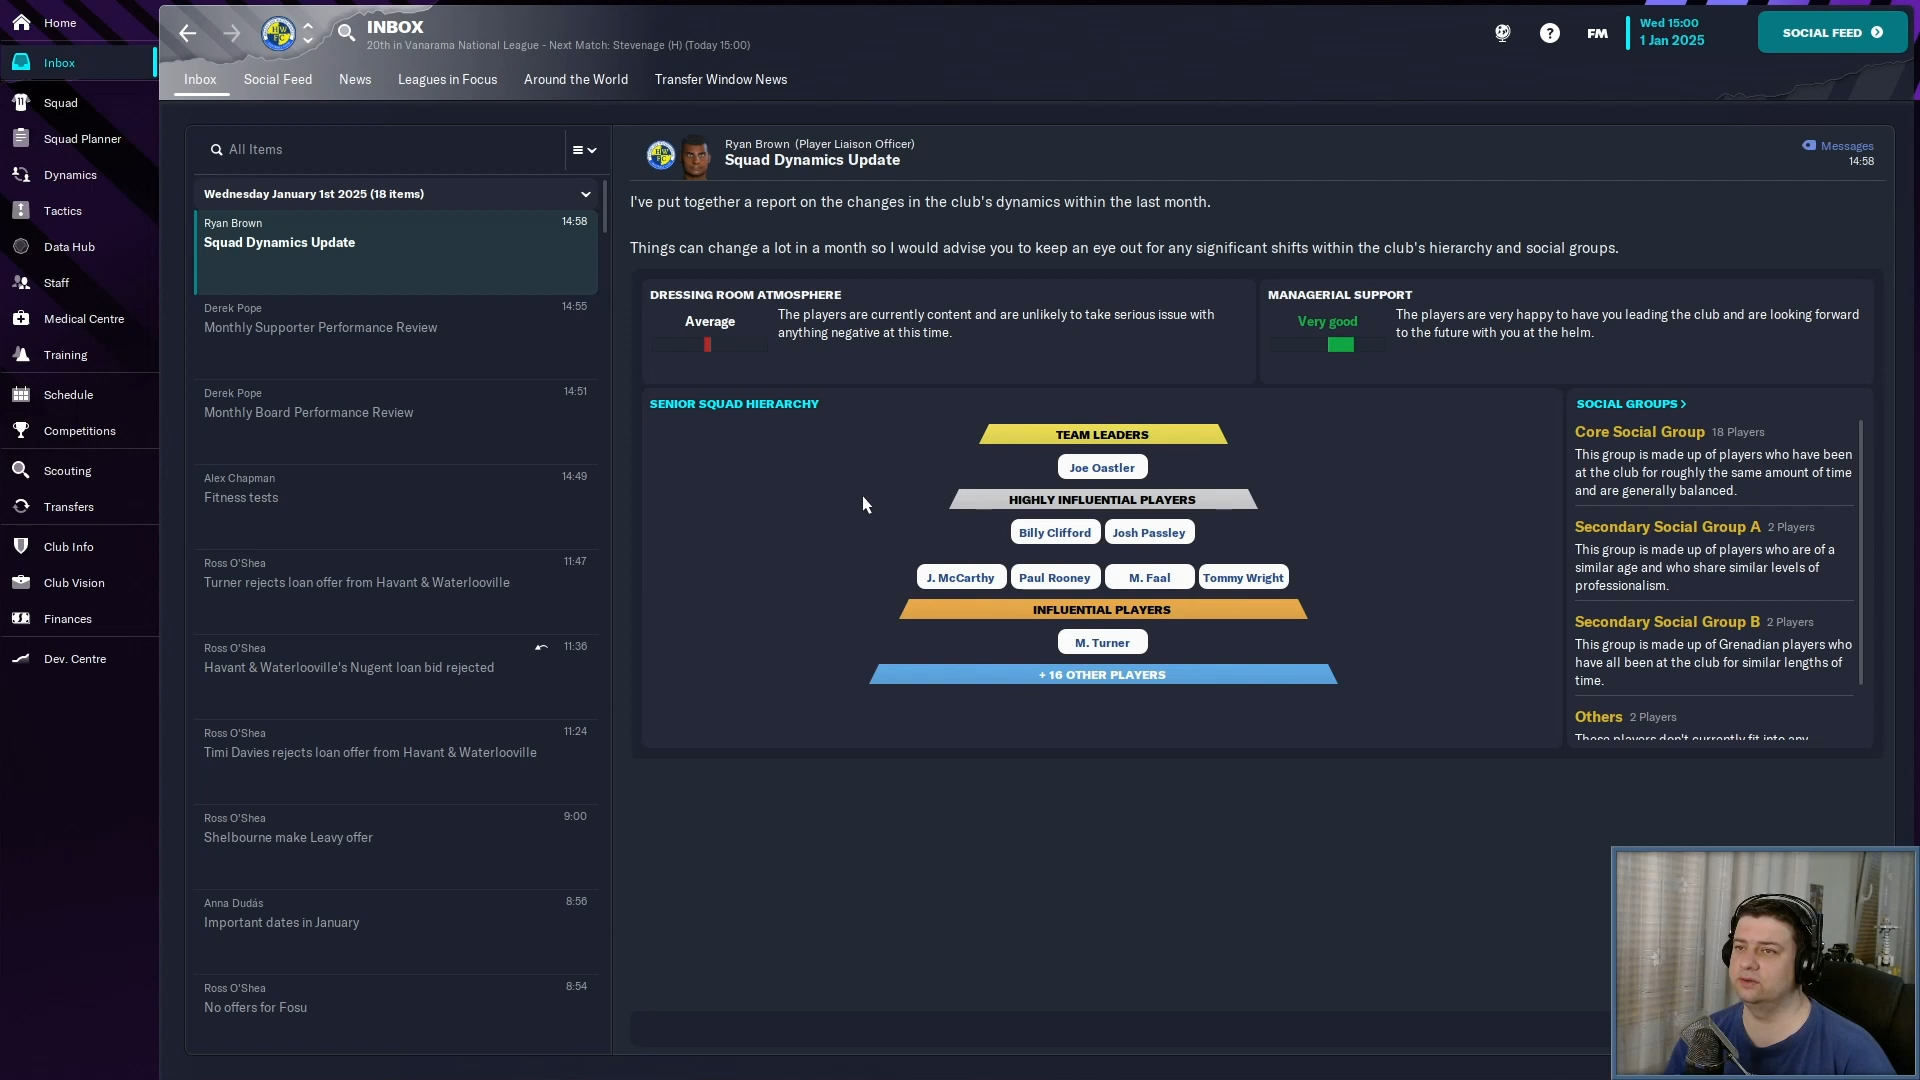 Home
Inbox
Squad
Squad Planner
Dynamics
Tactics
Data Hub
Staff
Medical Centre
Training
Schedule
Competitions
Scouting
Transfers
Club Info
Club Vision
Finances
Dev. Centre
INBOX
20th in Vanarama National League - Next Match: Stevenage (H) (Today 15:00)
?
FM
Wed 15:00
1 Jan 2025
SOCIAL FEED
Inbox
Social Feed
News
Leagues in Focus
Around the World
Transfer Window News
All Items
Wednesday January 1st 2025 (18 items)
Ryan Brown 14:58
Squad Dynamics Update
Derek Pope 14:55
Monthly Supporter Performance Review
Derek Pope 14:51
Monthly Board Performance Review
Alex Chapman 14:49
Fitness tests
Ross O'Shea 11:47
Turner rejects loan offer from Havant & Waterlooville
Ross O'Shea 11:36
Havant & Waterlooville's Nugent loan bid rejected
Ross O'Shea 11:24
Timi Davies rejects loan offer from Havant & Waterlooville
Ross O'Shea 9:00
Shelbourne make Leavy offer
Anna Dudás 8:56
Important dates in January
Ross O'Shea 8:54
No offers for Fosu
Ryan Brown (Player Liaison Officer)
Squad Dynamics Update
Messages
14:58
I've put together a report on the changes in the club's dynamics within the last month.
Things can change a lot in a month so I would advise you to keep an eye out for any significant shifts within the club's hierarchy and social groups.
DRESSING ROOM ATMOSPHERE
Average
The players are currently content and are unlikely to take serious issue with
anything negative at this time.
MANAGERIAL SUPPORT
Very good
The players are very happy to have you leading the club and are looking forward
to the future with you at the helm.
SENIOR SQUAD HIERARCHY
TEAM LEADERS
Joe Oastler
HIGHLY INFLUENTIAL PLAYERS
Billy Clifford
Josh Passley
J. McCarthy
Paul Rooney
M. Faal
Tommy Wright
INFLUENTIAL PLAYERS
M. Turner
+ 16 OTHER PLAYERS
SOCIAL GROUPS >
Core Social Group 18 Players
This group is made up of players who have been
at the club for roughly the same amount of time
and are generally balanced.
Secondary Social Group A 2 Players
This group is made up of players who are of a
similar age and who share similar levels of
professionalism.
Secondary Social Group B 2 Players
This group is made up of Grenadian players who
have all been at the club for similar lengths of
time.
Others 2 Players
These players don't currently fit into any